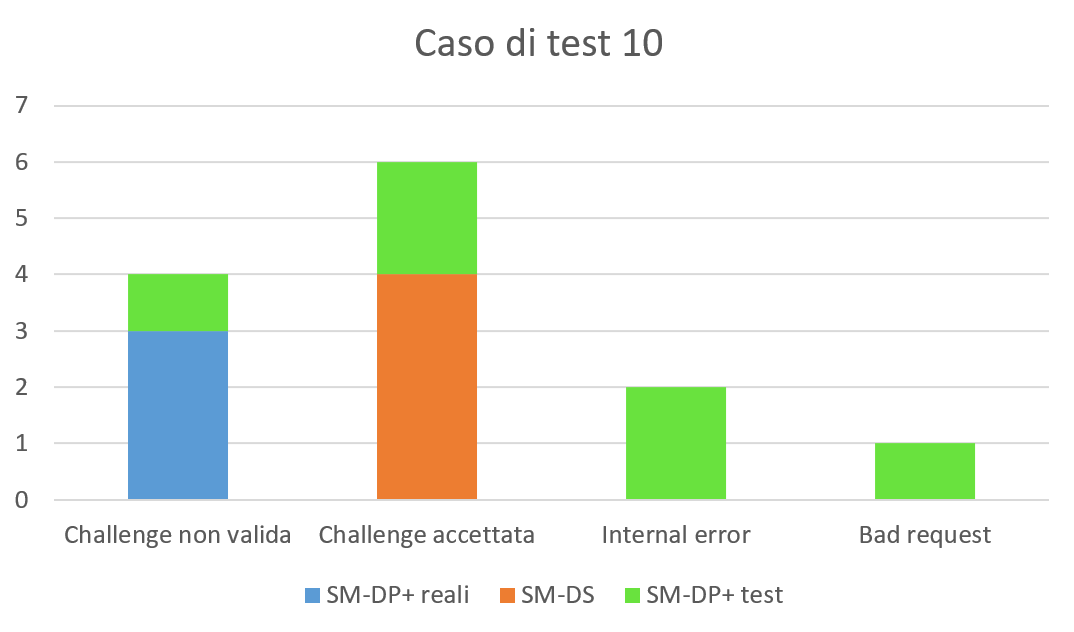 Caso di test 10
7
6
5
4
3
2
1
0
Challenge non valida Challenge accettata Internal error Bad request
SM-DP+ reali SM-DS SM-DP+ test